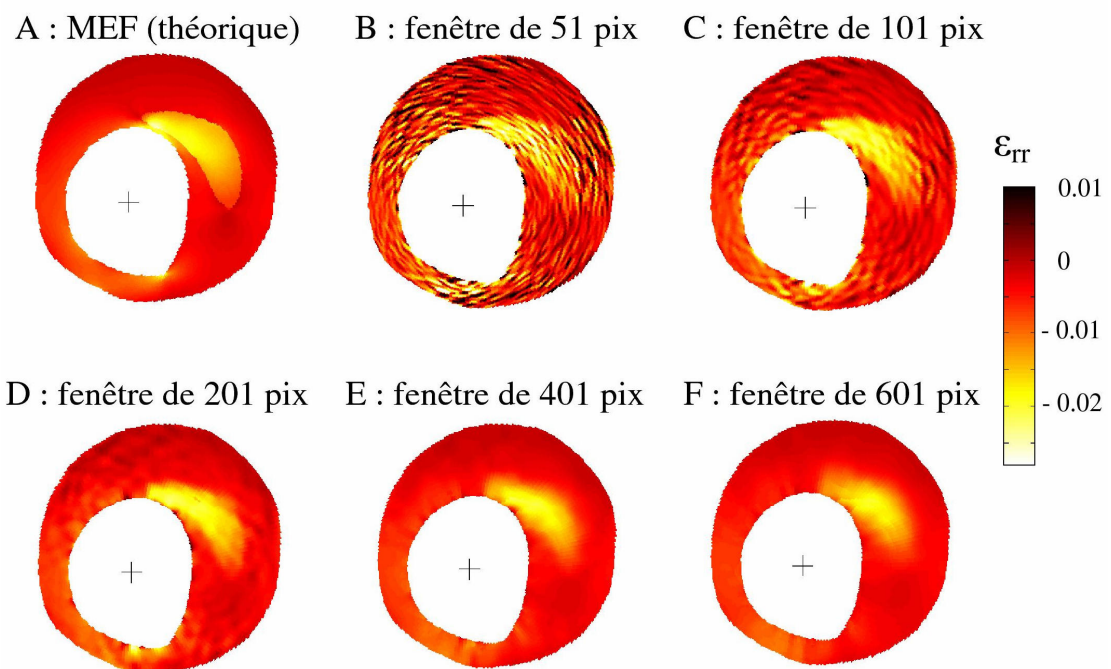 A : MEF (théorique)
B : fenêtre de 51 pix
C : fenêtre de 101 pix
εrr
0.01
0
- 0.01
- 0.02
D : fenêtre de 201 pix
E : fenêtre de 401 pix
F : fenêtre de 601 pix